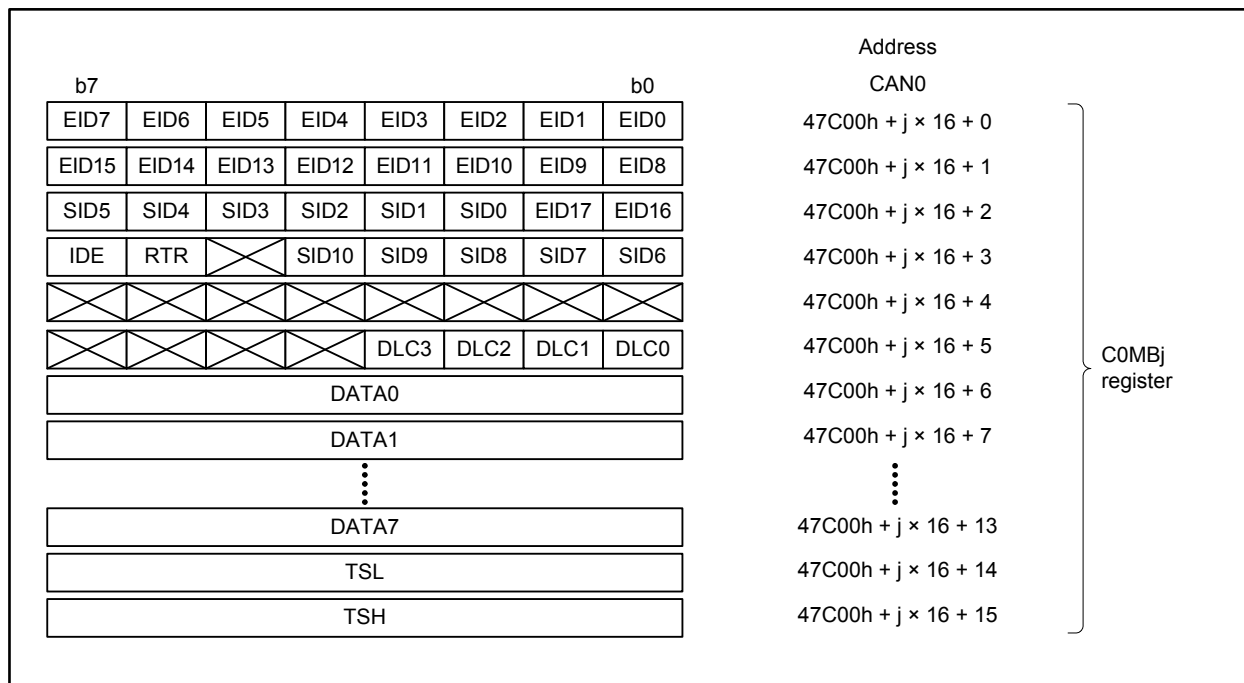 Address
b7 b0 CAN0
EID7 EID6 EID5 EID4 EID3 EID2 EID1 EID0 47C00h + j × 16 + 0
EID15 EID14 EID13 EID12 EID11 EID10 EID9 EID8 47C00h + j × 16 + 1
SID5 SID4 SID3 SID2 SID1 SID0 EID17 EID16 47C00h + j × 16 + 2
IDE RTR SID10 SID9 SID8 SID7 SID6 47C00h + j × 16 + 3
47C00h + j × 16 + 4
DLC3 DLC2 DLC1 DLC0 47C00h + j × 16 + 5
C0MBj
register
DATA0 47C00h + j × 16 + 6
DATA1 47C00h + j × 16 + 7
DATA7 47C00h + j × 16 + 13
TSL 47C00h + j × 16 + 14
TSH 47C00h + j × 16 + 15